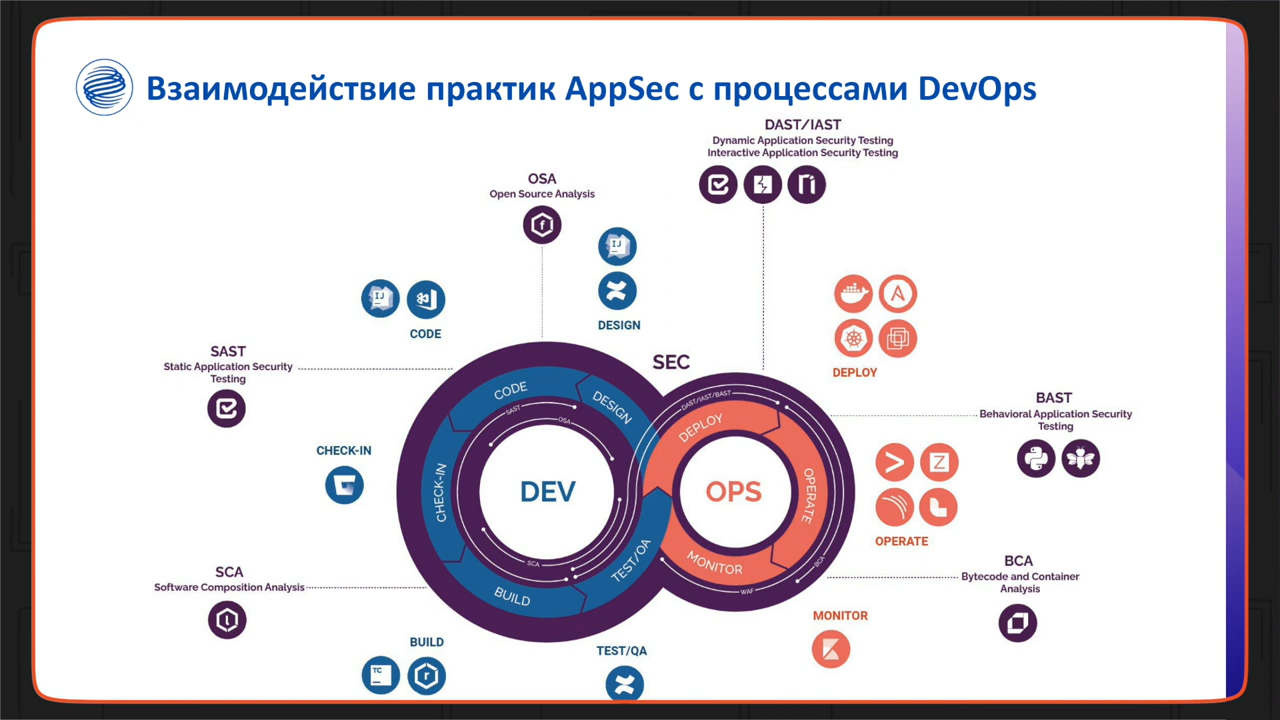 Взаимодействие практик AppSec с процессами DevOps
DAST/IAST
Dynamic Application Security Testing
Interactive Application Security Testing
OSA
Open Source Analysis
IJ
DESIGN
IJ
CODE
SAST
Static Application Security
Testing
DEPLOY
SEC
BAST
Behavioral Application Security
Testing
CHECK-IN
CODE
DESIGN
SAST
OSA
CHECK-IN
DEV
SCA
BUILD
TEST/QA
DAST/IAST/BAST
DEPLOY
OPERATE
OPS
MONITOR
WAF
BCA
Z
OPERATE
SCA
Software Composition Analysis
BCA
Bytecode and Container
Analysis
MONITOR
BUILD
TC
TEST/QA